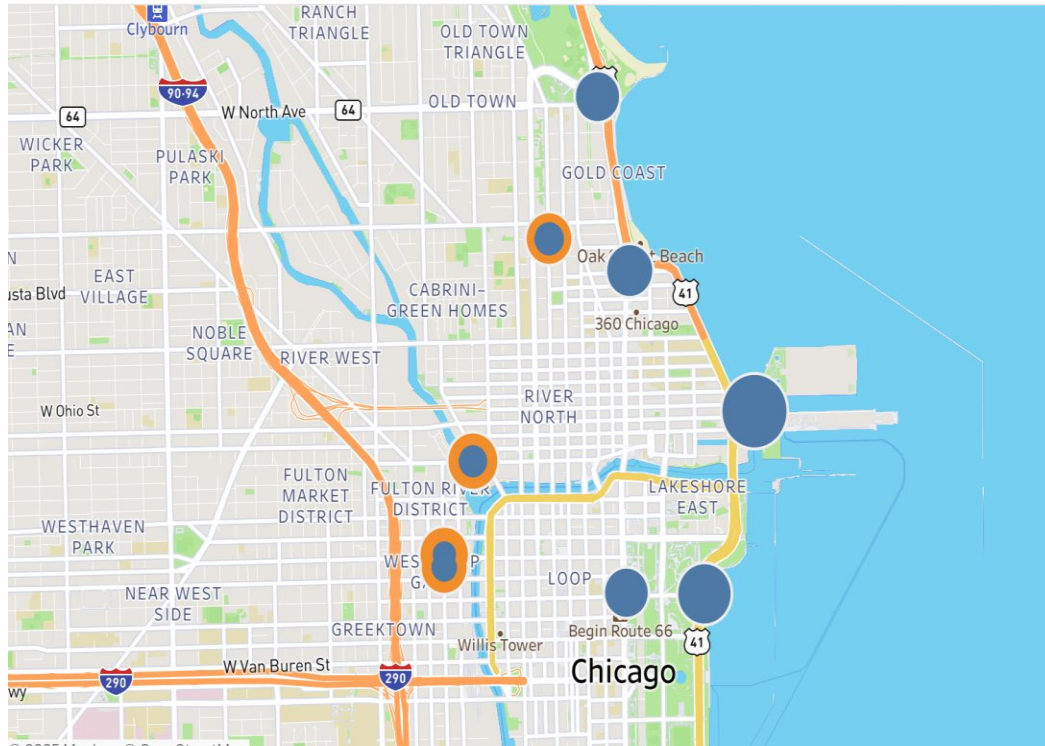 RANCH
TRIANGLE
OLD TOWN
TRIANGLE
Clybourn
90-94
OLD TOWN
W North Ave
64
64
WICKER
PARK
PULASKI
PARK
GOLD COAST
Oak
Beach
EAST
VILLAGE
usta Blvd
CABRINI–
GREEN HOMES
41
360 Chicago
NOBLE
SQUARE
RIVER WEST
RIVER
NORTH
W Ohio St
FULTON
MARKET
DISTRICT
FULTON RIVER
DISTRICT
LAKESHORE
EAST
WESTHAVEN
PARK
LOOP
NEAR WEST
SIDE
GREEKTOWN
Begin Route 66
Willis Tower
41
W Van Buren St
Chicago
290
290
wy